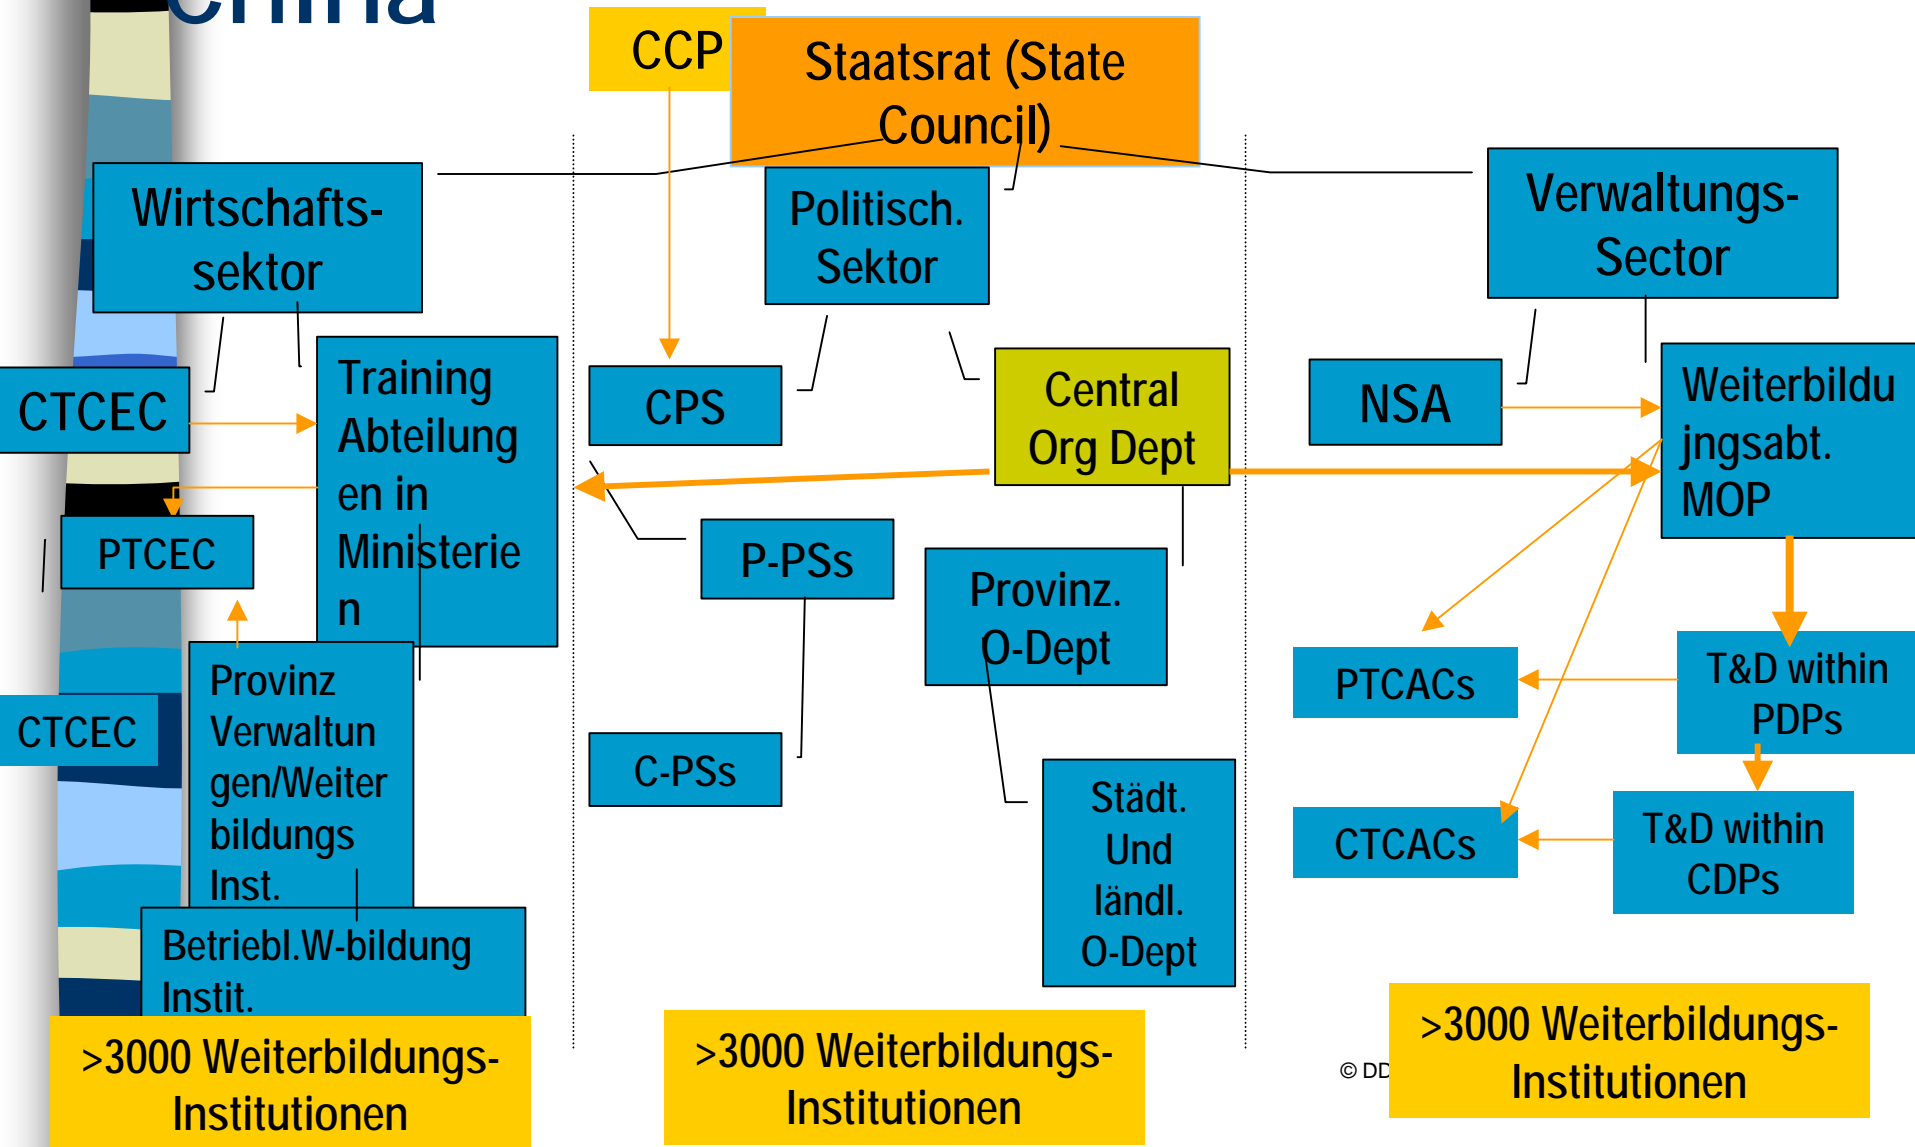 China
CCP
Staatsrat (State
Council)
Wirtschafts-
sektor
Politisch.
Sektor
Verwaltungs-
Sector
CTCEC
Training
Abteilung
en in
Ministerie
n
CPS
Central
Org Dept
NSA
Weiterbildu
jngsabt.
MOP
PTCEC
P-PSs
Provinz.
O-Dept
Provinz
Verwaltun
gen/Weiter
bildungs
Inst.
CTCEC
C-PSs
Städt.
Und
ländl.
O-Dept
PTCACs
T&D within
PDPs
CTCACs
T&D within
CDPs
Betriebl.W-bildung
Instit.
>3000 Weiterbildungs-
Institutionen
>3000 Weiterbildungs-
Institutionen
© DD
>3000 Weiterbildungs-
Institutionen